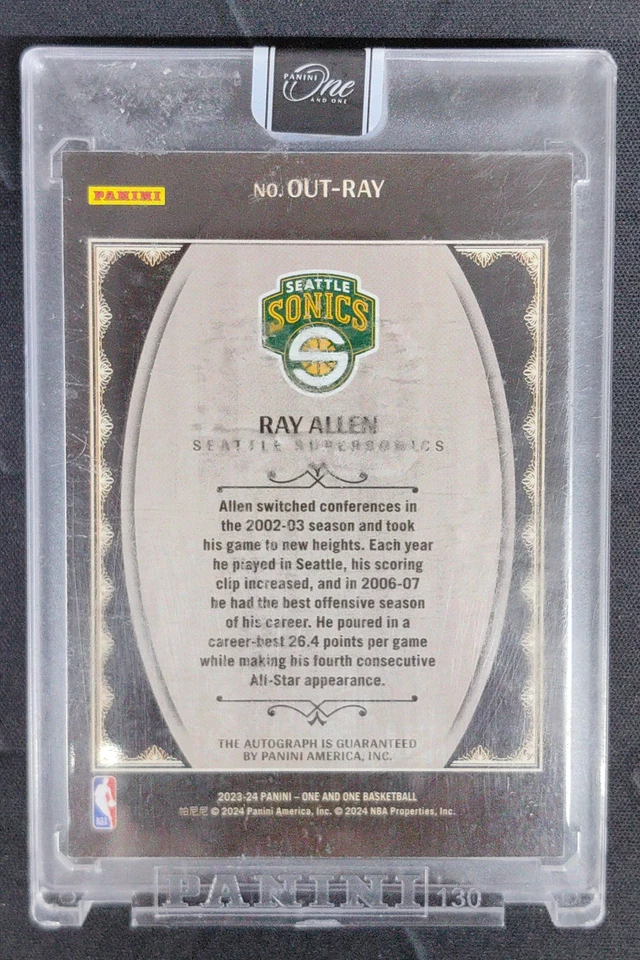 PANINI
One
AND ONE
PANINI
NO. OUT-RAY
SEATTLE
SONICS
S
RAY ALLEN
SEATTLE SUPERSONICS
Allen switched conferences in
the 2002-03 season and took
his game to new heights. Each year
he played in Seattle, his scoring
clip increased, and in 2006-07
he had the best offensive season
of his career. He poured in a
career-best 26.4 points per game
while making his fourth consecutive
All-Star appearance.
THE AUTOGRAPH IS GUARANTEED
BY PANINI AMERICA, INC.
NBA
2023-24 PANINI – ONE AND ONE BASKETBALL
帕尼尼 © 2024 Panini America, Inc. © 2024 NBA Properties, Inc.
PANINI 130